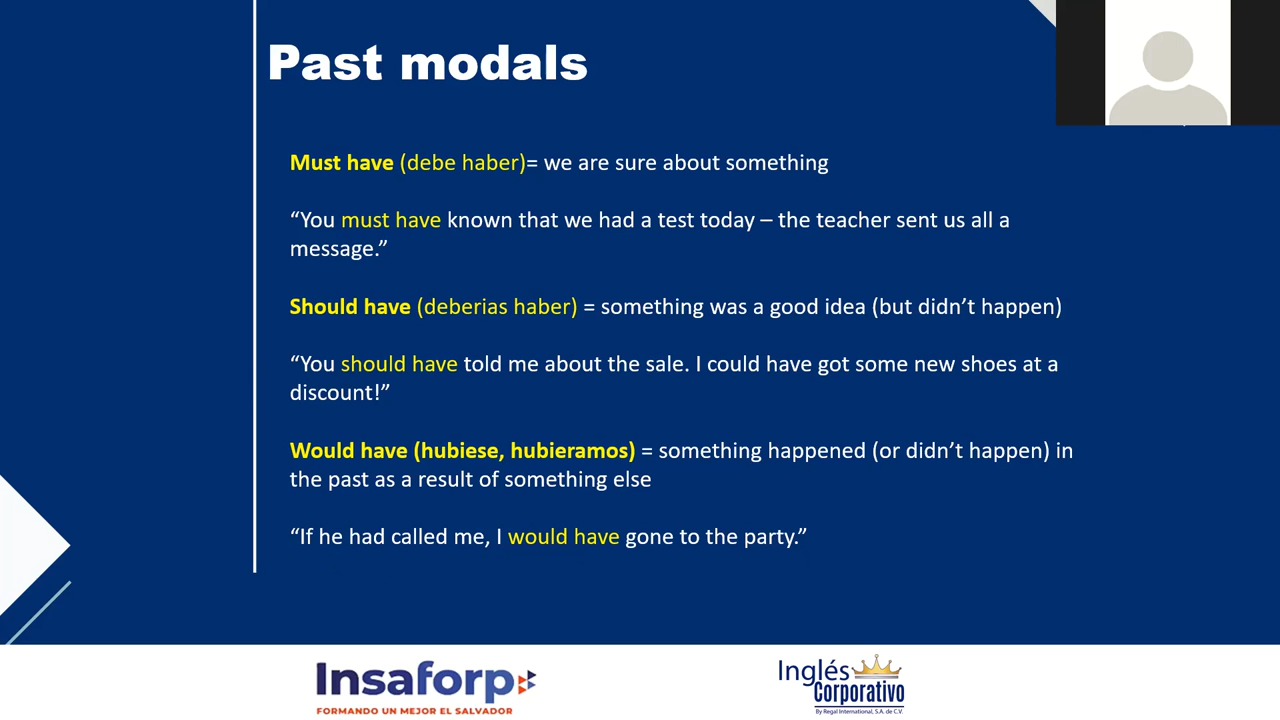 Past modals
Must have (debe haber)= we are sure about something
“You must have known that we had a test today – the teacher sent us all a
message.”
Should have (deberias haber) = something was a good idea (but didn’t happen)
“You should have told me about the sale. I could have got some new shoes at a
discount!”
Would have (hubiese, hubieramos) = something happened (or didn’t happen) in
the past as a result of something else
“If he had called me, I would have gone to the party.”
Insaforp
FORMANDO UN MEJOR EL SALVADOR
Inglés
Corporativo
By Regal International, S.A. de C.V.